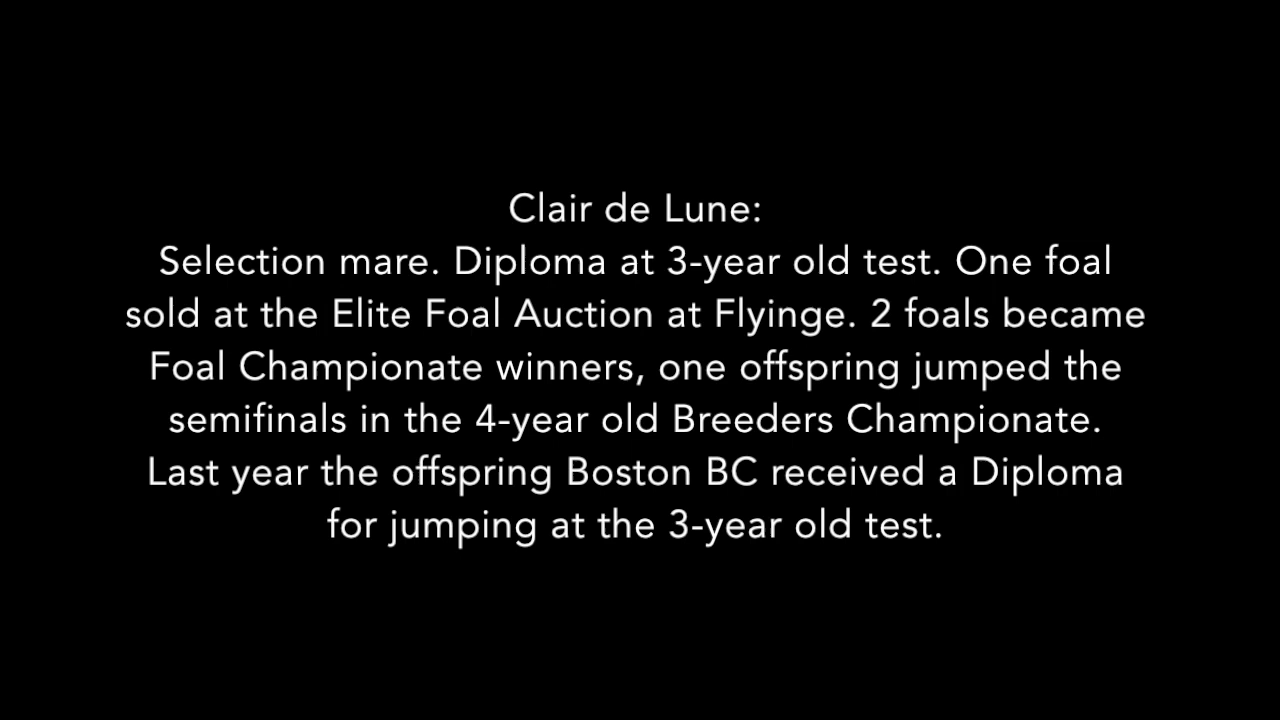 Clair de Lune:
Selection mare. Diploma at 3-year old test. One foal
sold at the Elite Foal Auction at Flyinge. 2 foals became
Foal Championate winners, one offspring jumped the
semifinals in the 4-year old Breeders Championate.
Last year the offspring Boston BC received a Diploma
for jumping at the 3-year old test.